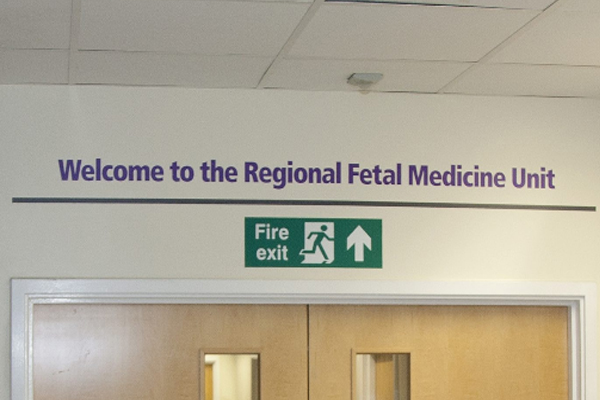 Welcome to the Regional Fetal Medicine Unit
Fire
exit